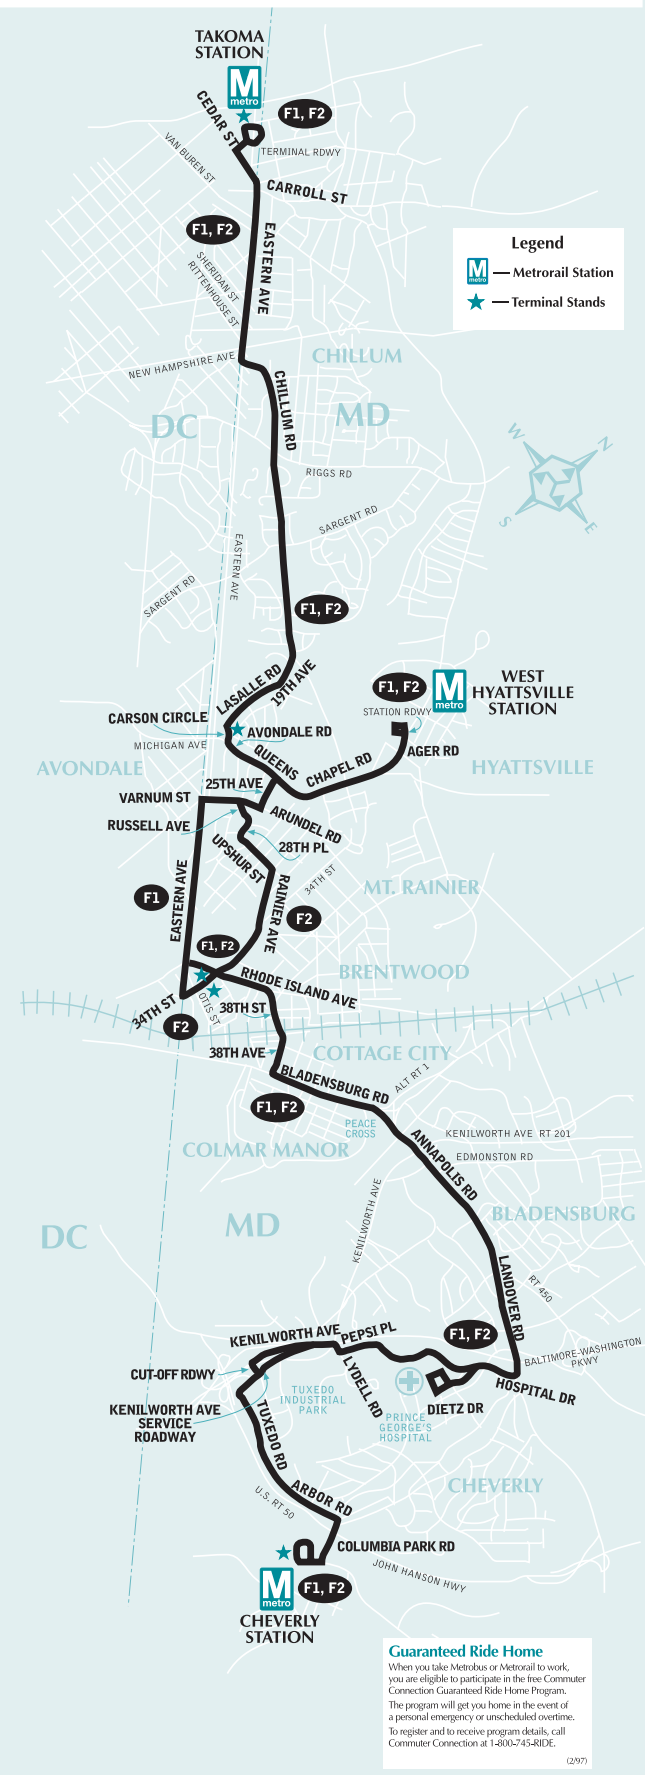 TAKOMA
STATION
M
metro
F1, F2
CEDAR ST
TERMINAL RDWY
VAN BUREN ST
CARROLL ST
F1, F2
EASTERN AVE
SHERIDAN ST
RITTENHOUSE ST
Legend
M
metro
Metrorail Station
Terminal Stands
NEW HAMPSHIRE AVE
CHILLUM
CHILLUM RD
DC
MD
W
N
S
E
RIGGS RD
SARGENT RD
EASTERN AVE
SARGENT RD
F1, F2
LASALLE RD
19TH AVE
F1, F2
M
metro
WEST
HYATTSVILLE
STATION
STATION RDWY
CARSON CIRCLE
AVONDALE RD
MICHIGAN AVE
QUEENS
CHAPEL RD
AGER RD
AVONDALE
HYATTSVILLE
25TH AVE
VARNUM ST
ARUNDEL RD
RUSSELL AVE
28TH PL
UPSHUR ST
34TH ST
MT. RAINIER
F1
EASTERN AVE
RAINIER AVE
F2
F1, F2
BRENTWOOD
RHODE ISLAND AVE
34TH ST
OTIS ST
38TH ST
F2
38TH AVE
COTTAGE CITY
BLADENSBURG RD
ALT RT 1
F1, F2
PEACE
CROSS
KENILWORTH AVE RT 201
EDMONSTON RD
COLMAR MANOR
ANNAPOLIS RD
KENILWORTH AVE
BLADENSBURG
DC
MD
LANDOVER RD
RT 450
F1, F2
KENILWORTH AVE
PEPSI PL
BALTIMORE-WASHINGTON
PKWY
CUT-OFF RDWY
LYDELL RD
HOSPITAL DR
TUXEDO
INDUSTRIAL
PARK
DIETZ DR
KENILWORTH AVE
SERVICE
ROADWAY
PRINCE
GEORGE'S
HOSPITAL
TUXEDO RD
CHEVERLY
U.S. RT 50
ARBOR RD
COLUMBIA PARK RD
JOHN HANSON HWY
M
metro
F1, F2
CHEVERLY
STATION
Guaranteed Ride Home
When you take Metrobus or Metrorail to work,
you are eligible to participate in the free Commuter
Connection Guaranteed Ride Home Program.
The program will get you home in the event of
a personal emergency or unscheduled overtime.
To register and to receive program details, call
Commuter Connection at 1-800-745-RIDE.
(2/97)